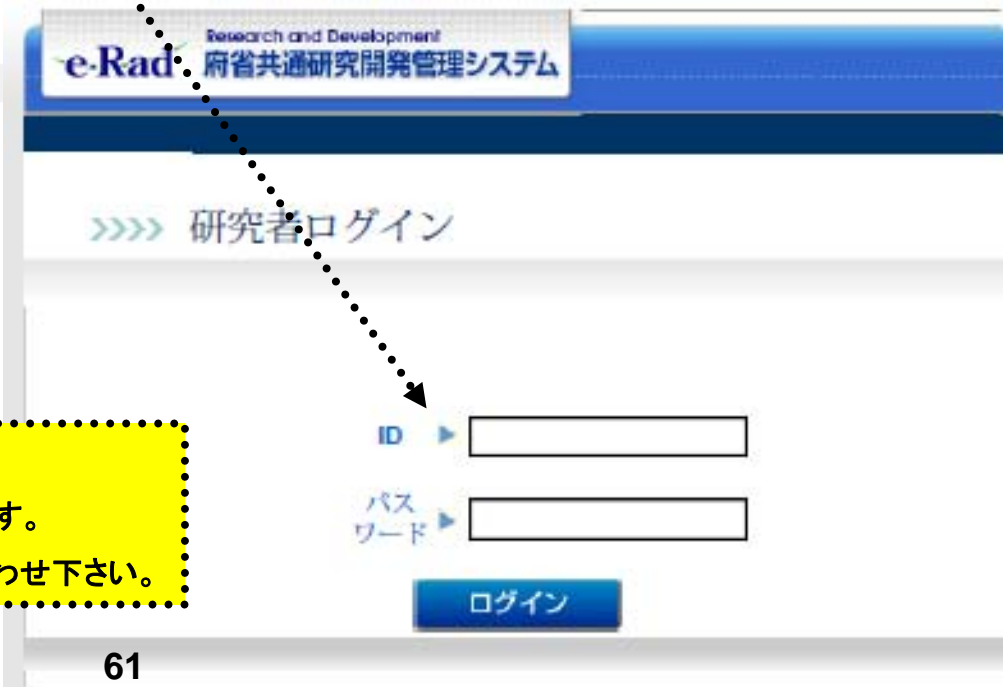 Research and Development
e-Rad 府省共通研究開発管理システム
>>>> 研究者ログイン
ID
パス
ワード
す。
わせ下さい。
ログイン
61